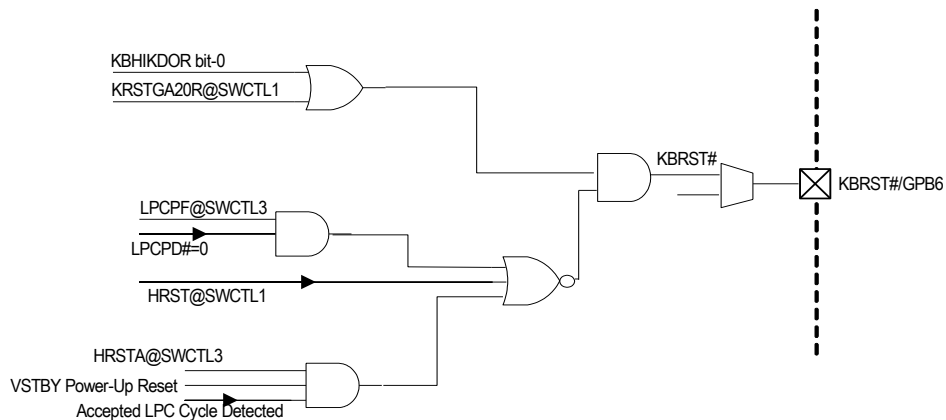 KBHIKDOR bit-0
KRSTGA20R@SWCTL1
KBRST#
KBRST#/GPB6
LPCPF@SWCTL3
LPCPD#=0
HRST@SWCTL1
HRSTA@SWCTL3
VSTBY Power-Up Reset
Accepted LPC Cycle Detected